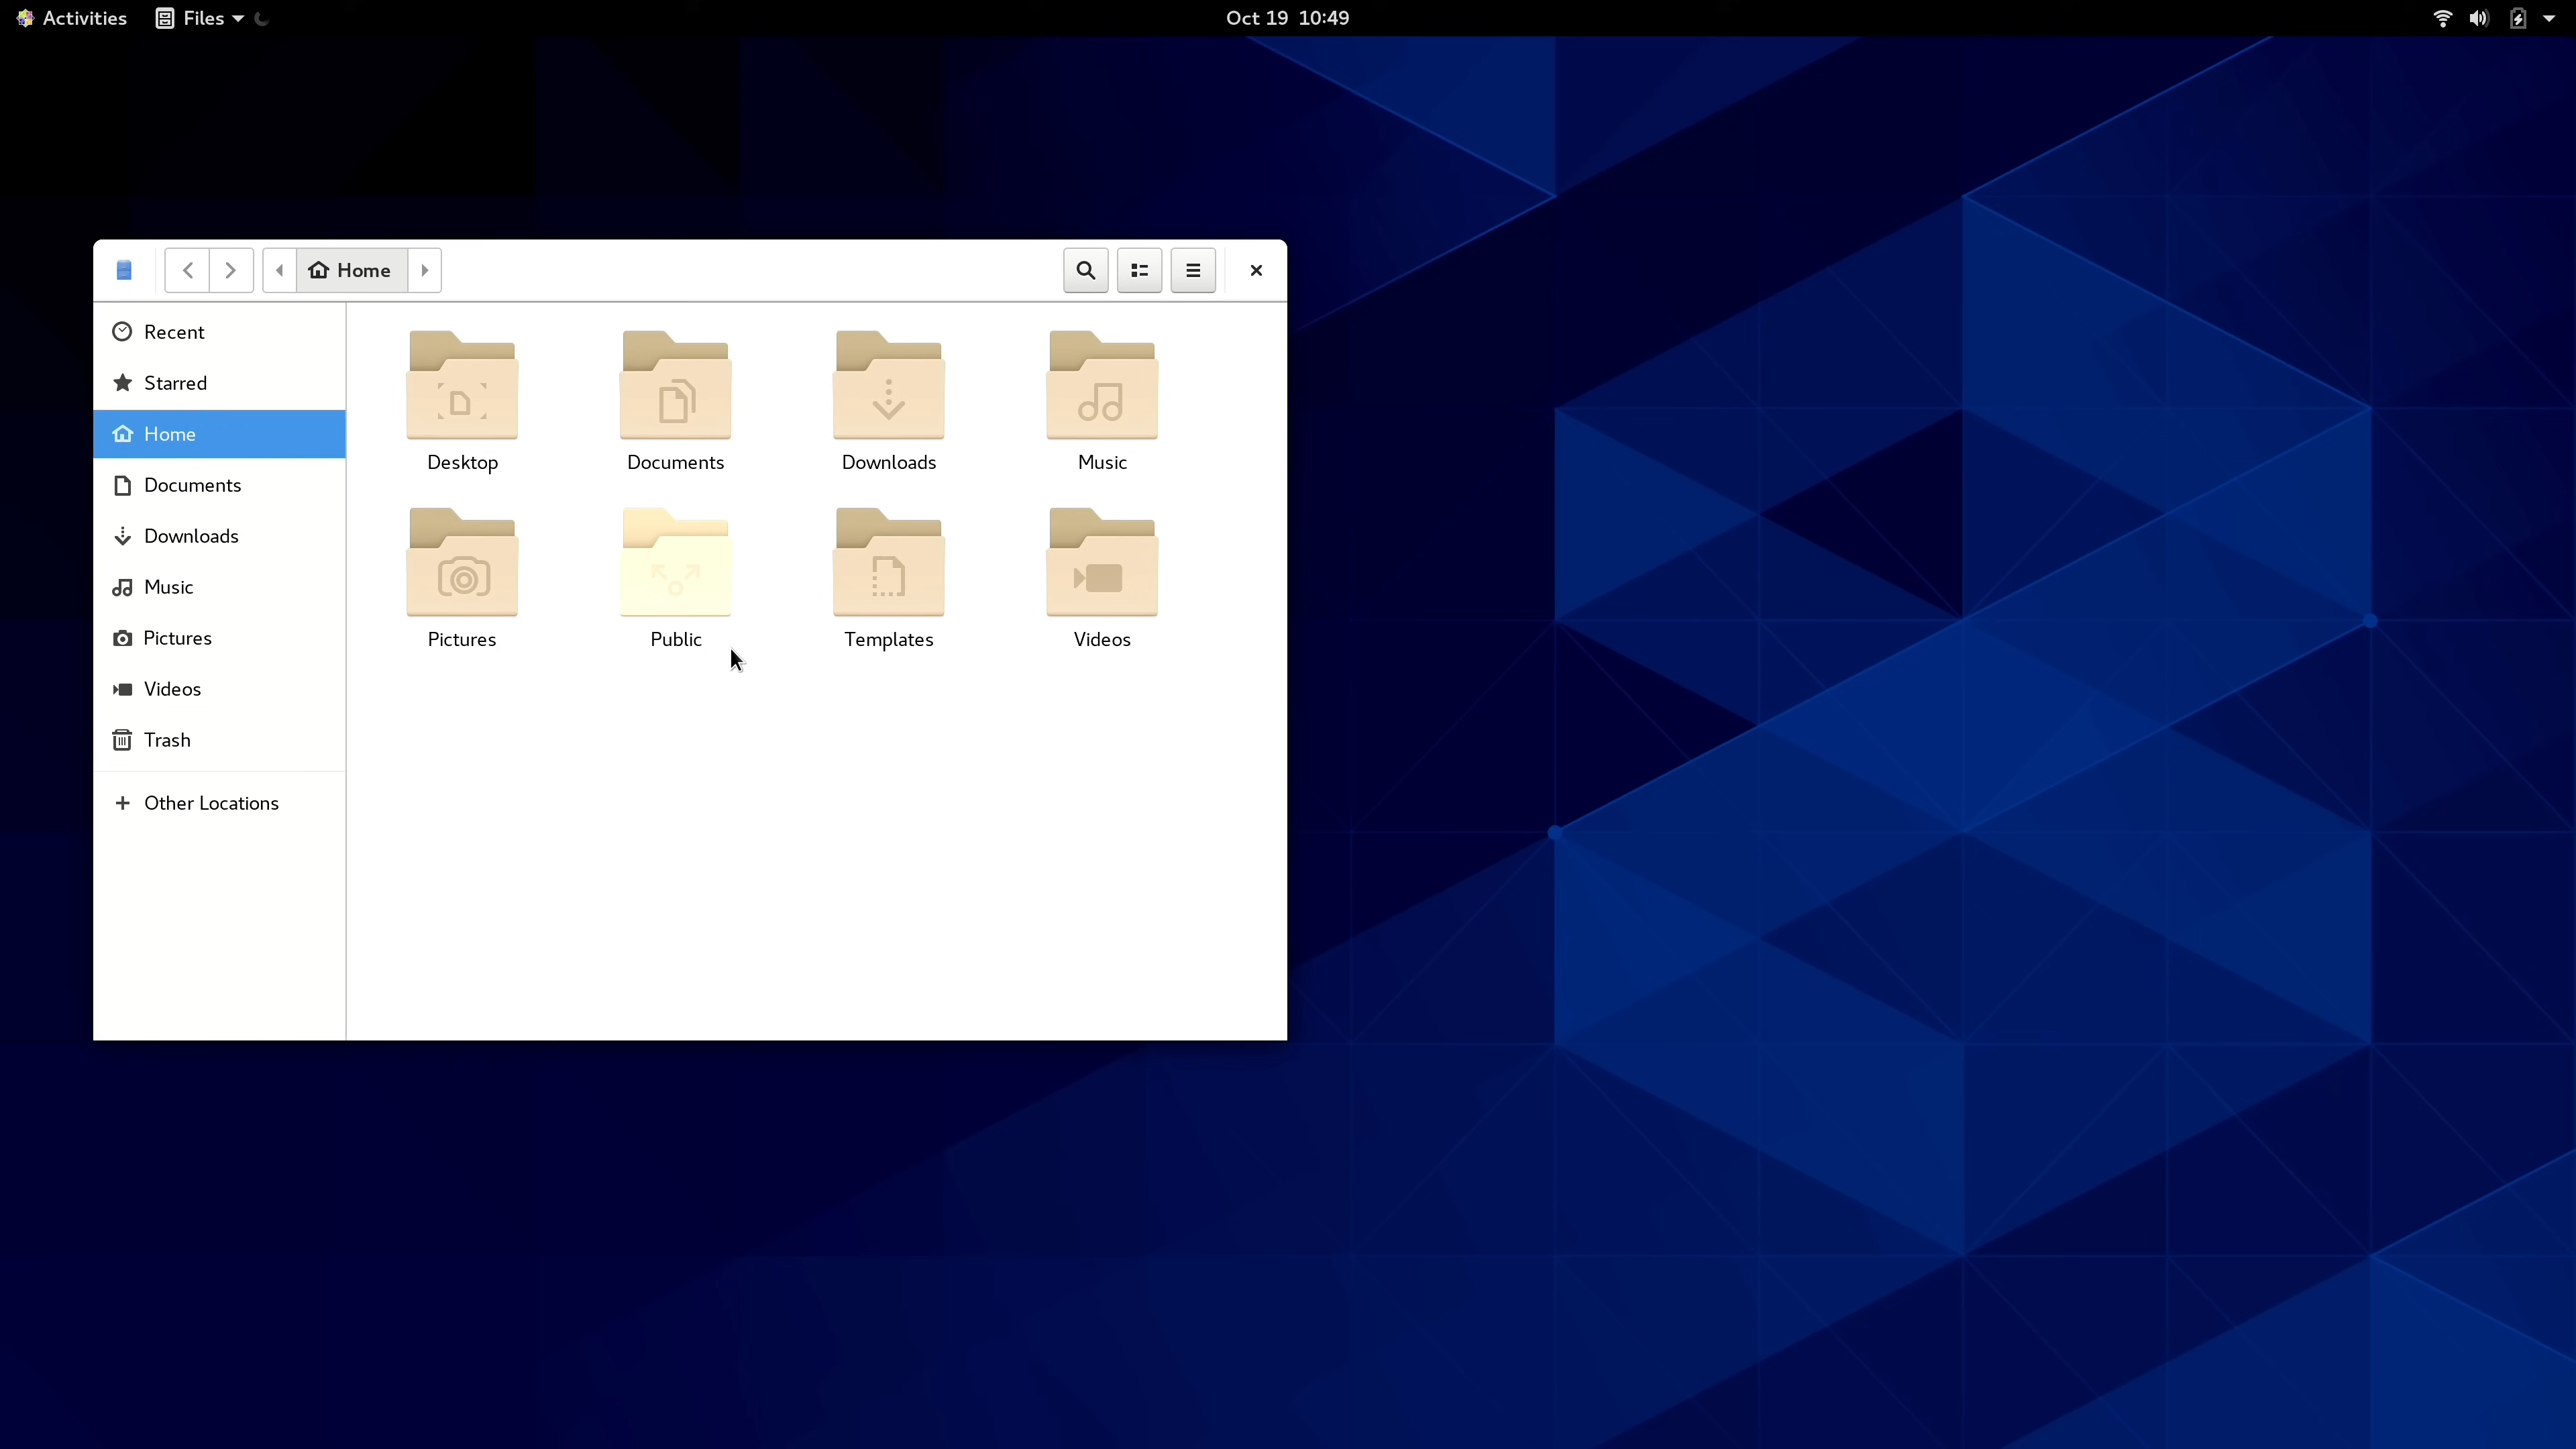 Activities Files Oct 19 10:49
Home
Recent
Starred
Home
Documents
Downloads
Music
Pictures
Videos
Trash
Other Locations
Desktop Documents Downloads Music
Pictures Public Templates Videos